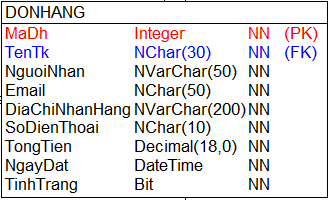 DONHANG
MaDh Integer NN (PK)
TenTk NChar(30) NN (FK)
NguoiNhan NVarChar(50) NN
Email NChar(50) NN
DiaChiNhanHang NVarChar(200) NN
SoDienThoai NChar(10) NN
TongTien Decimal(18,0) NN
NgayDat DateTime NN
TinhTrang Bit NN